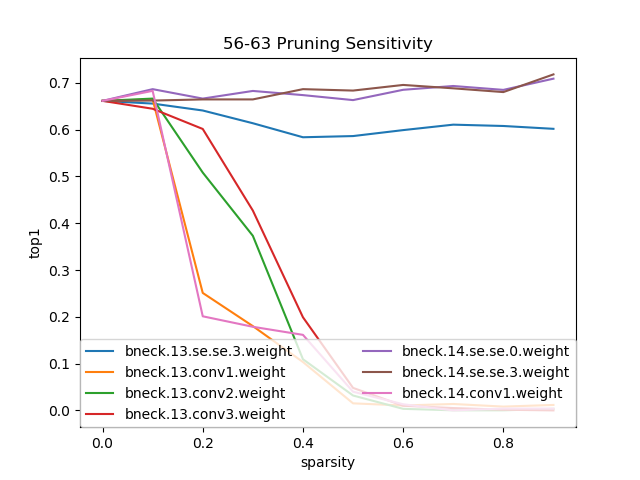 56-63 Pruning Sensitivity
top1
0.7
0.6
0.5
0.4
0.3
0.2
0.1
0.0
bneck.13.se.se.3.weight
bneck.13.conv1.weight
bneck.13.conv2.weight
bneck.13.conv3.weight
bneck.14.se.se.0.weight
bneck.14.se.se.3.weight
bneck.14.conv1.weight
0.0 0.2 0.4 0.6 0.8
sparsity